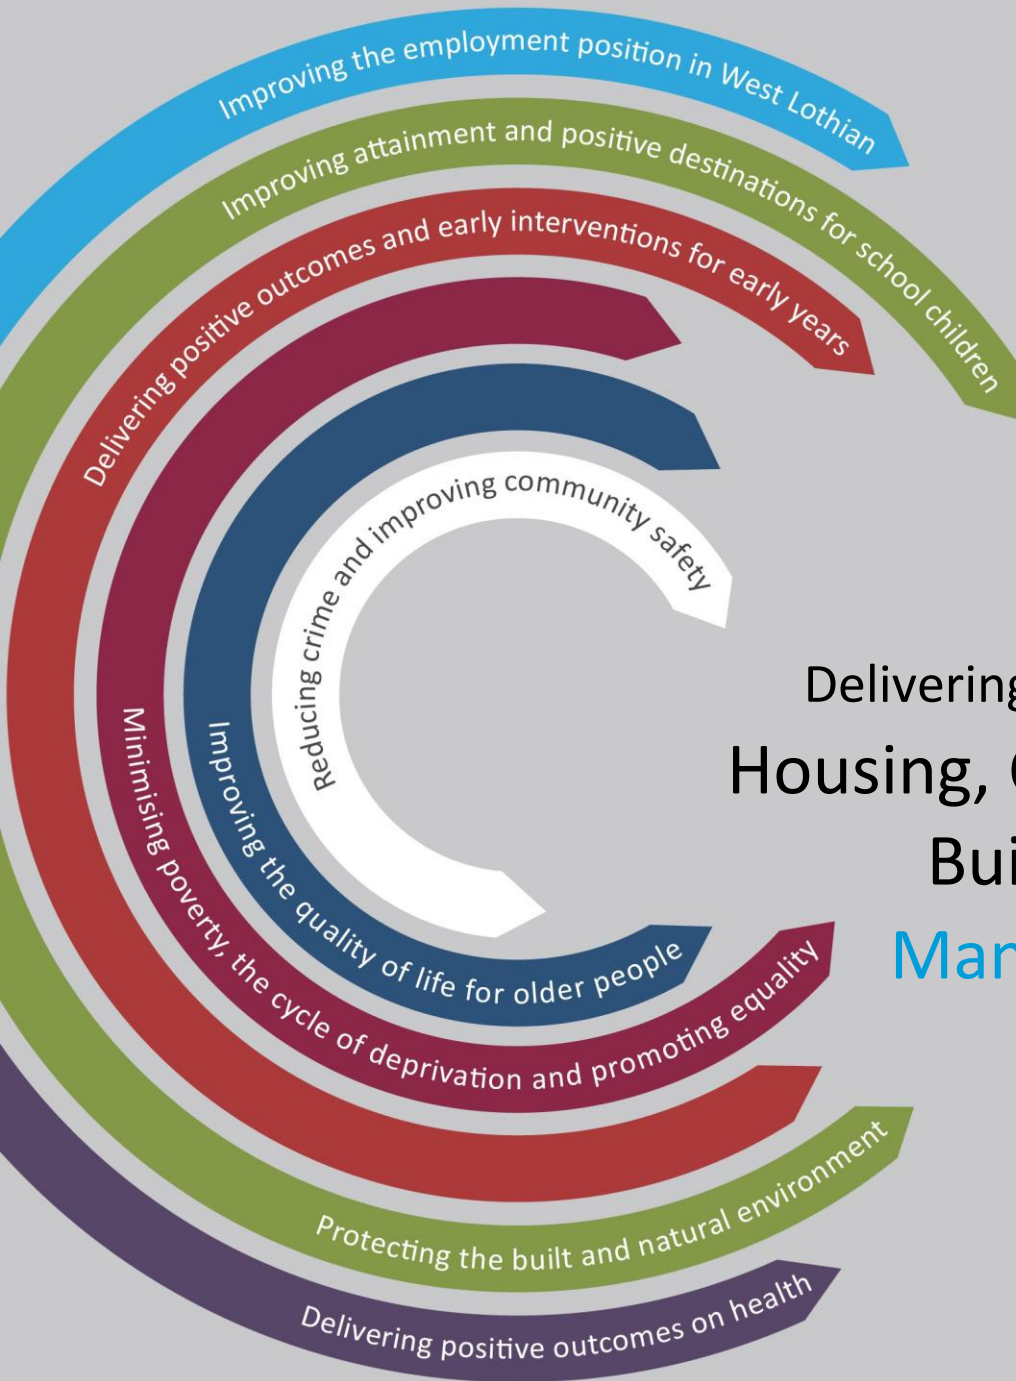 Improving the employment position in West Lothian
Improving attainment and positive destinations for school children
Delivering positive outcomes and early interventions for early years
Reducing crime and improving community safety
Improving the quality of life for older people
Minimising poverty, the cycle of deprivation and promoting equality
Protecting the built and natural environment
Delivering positive outcomes on health
Delivering
Housing,
Bui
Man